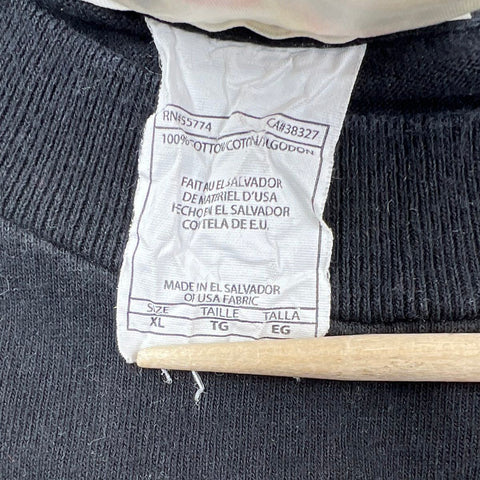 RN#55774 CA#38327
100% COTTON/COTON/ALGODON
FAIT AU EL SALVADOR
DE MATERIEL D'USA
HECHO EN EL SALVADOR
CON TELA DE E.U.
MADE IN EL SALVADOR
OF USA FABRIC
SIZE TAILLE TALLA
XL TG EG